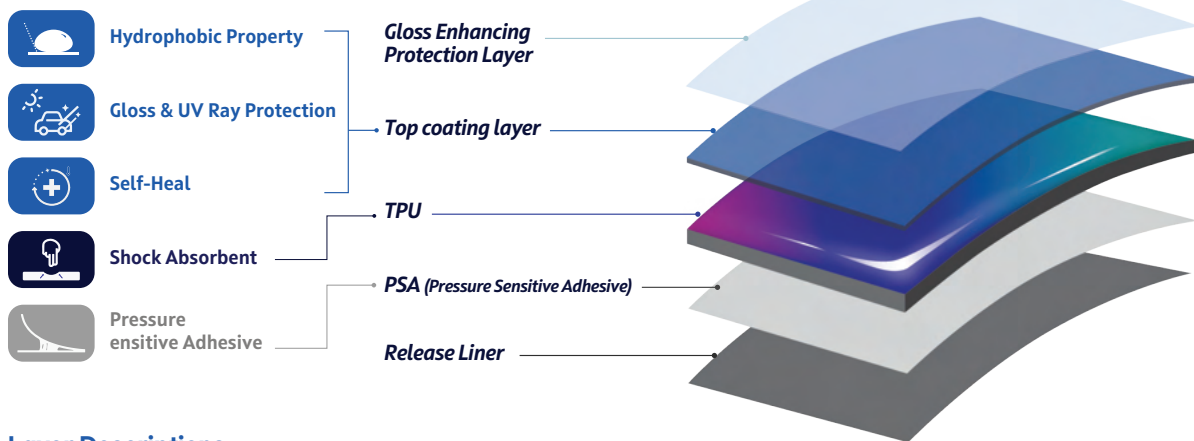 Hydrophobic Property
Gloss & UV Ray Protection
Self-Heal
Shock Absorbent
Pressure
ensitive Adhesive
Gloss Enhancing
Protection Layer
Top coating layer
TPU
PSA (Pressure Sensitive Adhesive)
Release Liner